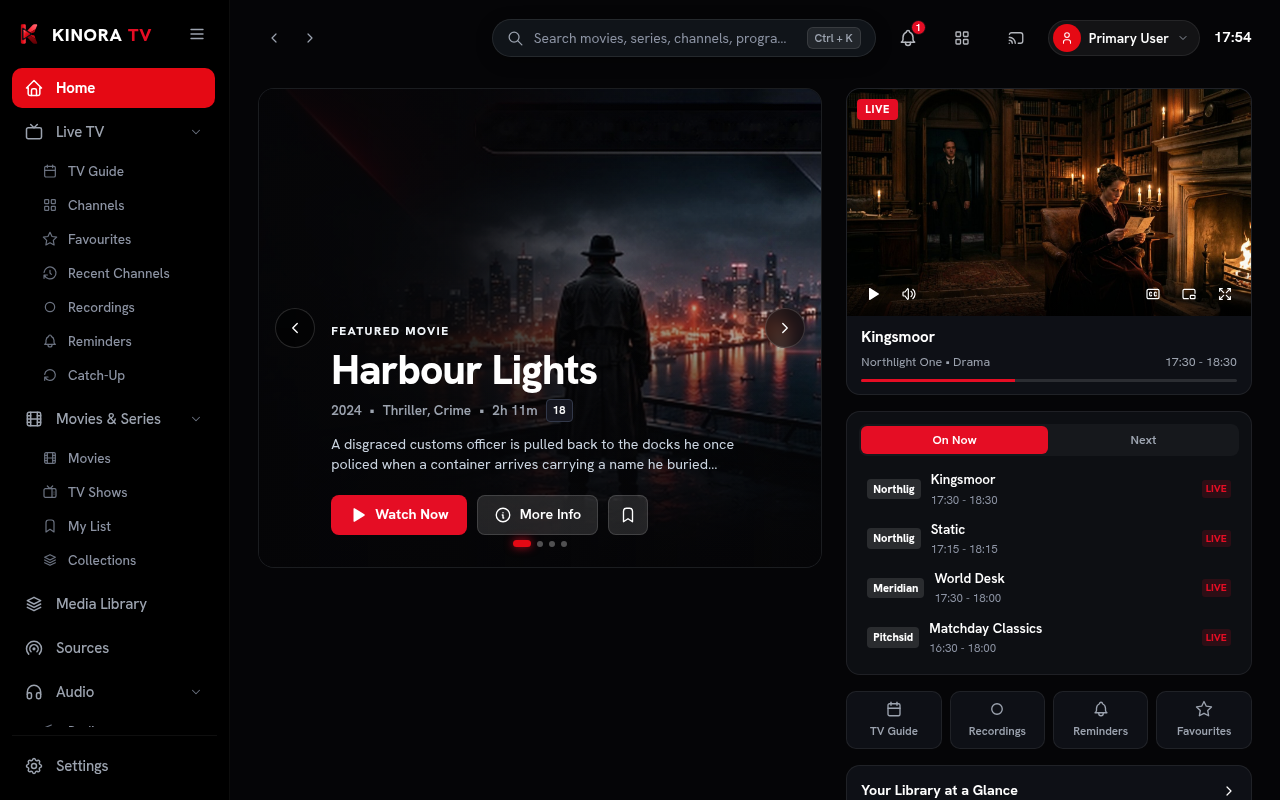 KINORA TV
Home
Live TV
TV Guide
Channels
Favourites
Recent Channels
Recordings
Reminders
Catch-Up
Movies & Series
Movies
TV Shows
My List
Collections
Media Library
Sources
Audio
Settings
Search movies, series, channels, progra...
Ctrl + K
1
Primary User
17:54
FEATURED MOVIE
Harbour Lights
2024 • Thriller, Crime • 2h 11m 18
A disgraced customs officer is pulled back to the docks he once
policed when a container arrives carrying a name he buried...
Watch Now
More Info
LIVE
CC
Kingsmoor
Northlight One • Drama
17:30 - 18:30
On Now
Next
Northlig
Kingsmoor
17:30 - 18:30
LIVE
Northlig
Static
17:15 - 18:15
LIVE
Meridian
World Desk
17:30 - 18:00
LIVE
Pitchsid
Matchday Classics
16:30 - 18:00
LIVE
TV Guide
Recordings
Reminders
Favourites
Your Library at a Glance